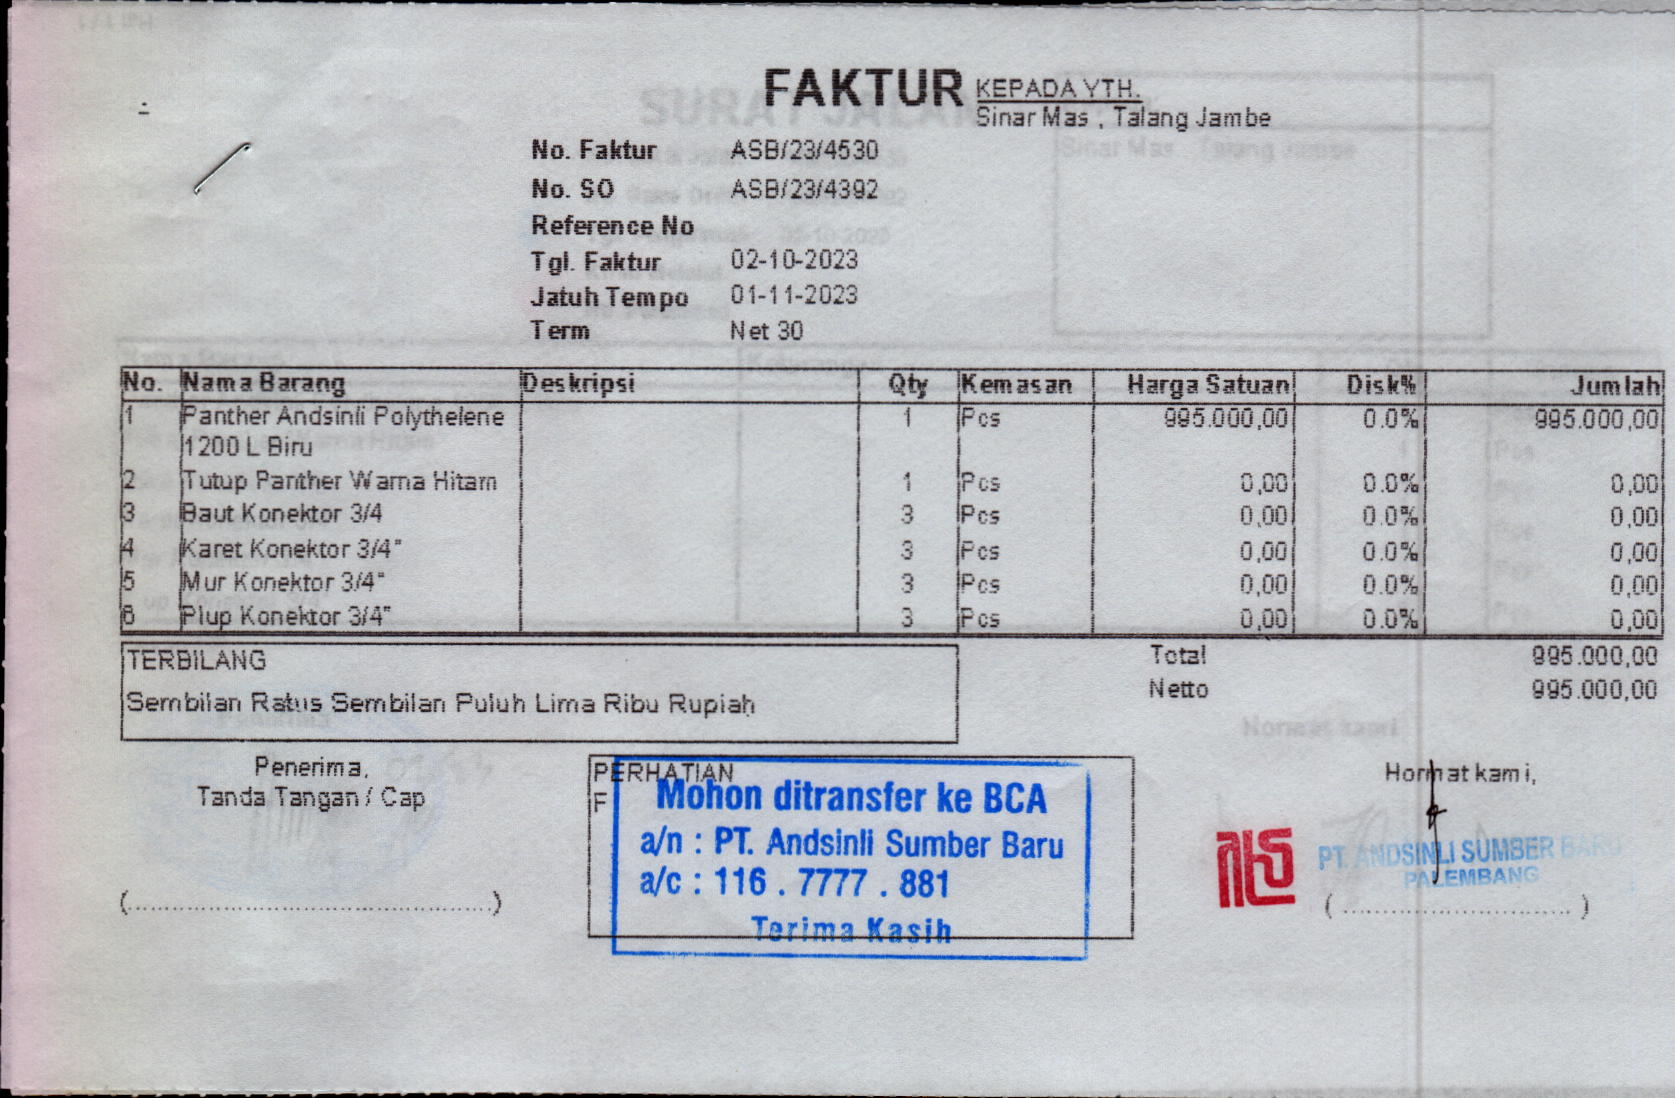 FAKTUR
KEPADA YTH.
Sinar Mas , Talang Jambe
No. Faktur ASB/23/4530
No. SO ASB/23/4392
Reference No
Tgl. Faktur 02-10-2023
Jatuh Tempo 01-11-2023
Term Net 30
No. Nama Barang Deskripsi Qty Kemasan Harga Satuan Disk% Jumlah
1 Panther Andsinli Polythelene 1 Pcs 995.000,00 0.0% 995.000,00
1200 L Biru
2 Tutup Panther Warna Hitam 1 Pcs 0,00 0.0% 0,00
3 Baut Konektor 3/4 3 Pcs 0,00 0.0% 0,00
4 Karet Konektor 3/4" 3 Pcs 0,00 0.0% 0,00
5 Mur Konektor 3/4" 3 Pcs 0,00 0.0% 0,00
6 Plup Konektor 3/4" 3 Pcs 0,00 0.0% 0,00
TERBILANG
Sembilan Ratus Sembilan Puluh Lima Ribu Rupiah
Total 995.000,00
Netto 995.000,00
Penerima,
Tanda Tangan / Cap
(..............................................)
PERHATIAN
F
Mohon ditransfer ke BCA
a/n : PT. Andsinli Sumber Baru
a/c : 116 . 7777 . 881
Terima Kasih
Hormat kami,
PT. ANDSINLI SUMBER BARU
PALEMBANG
( .............................. )